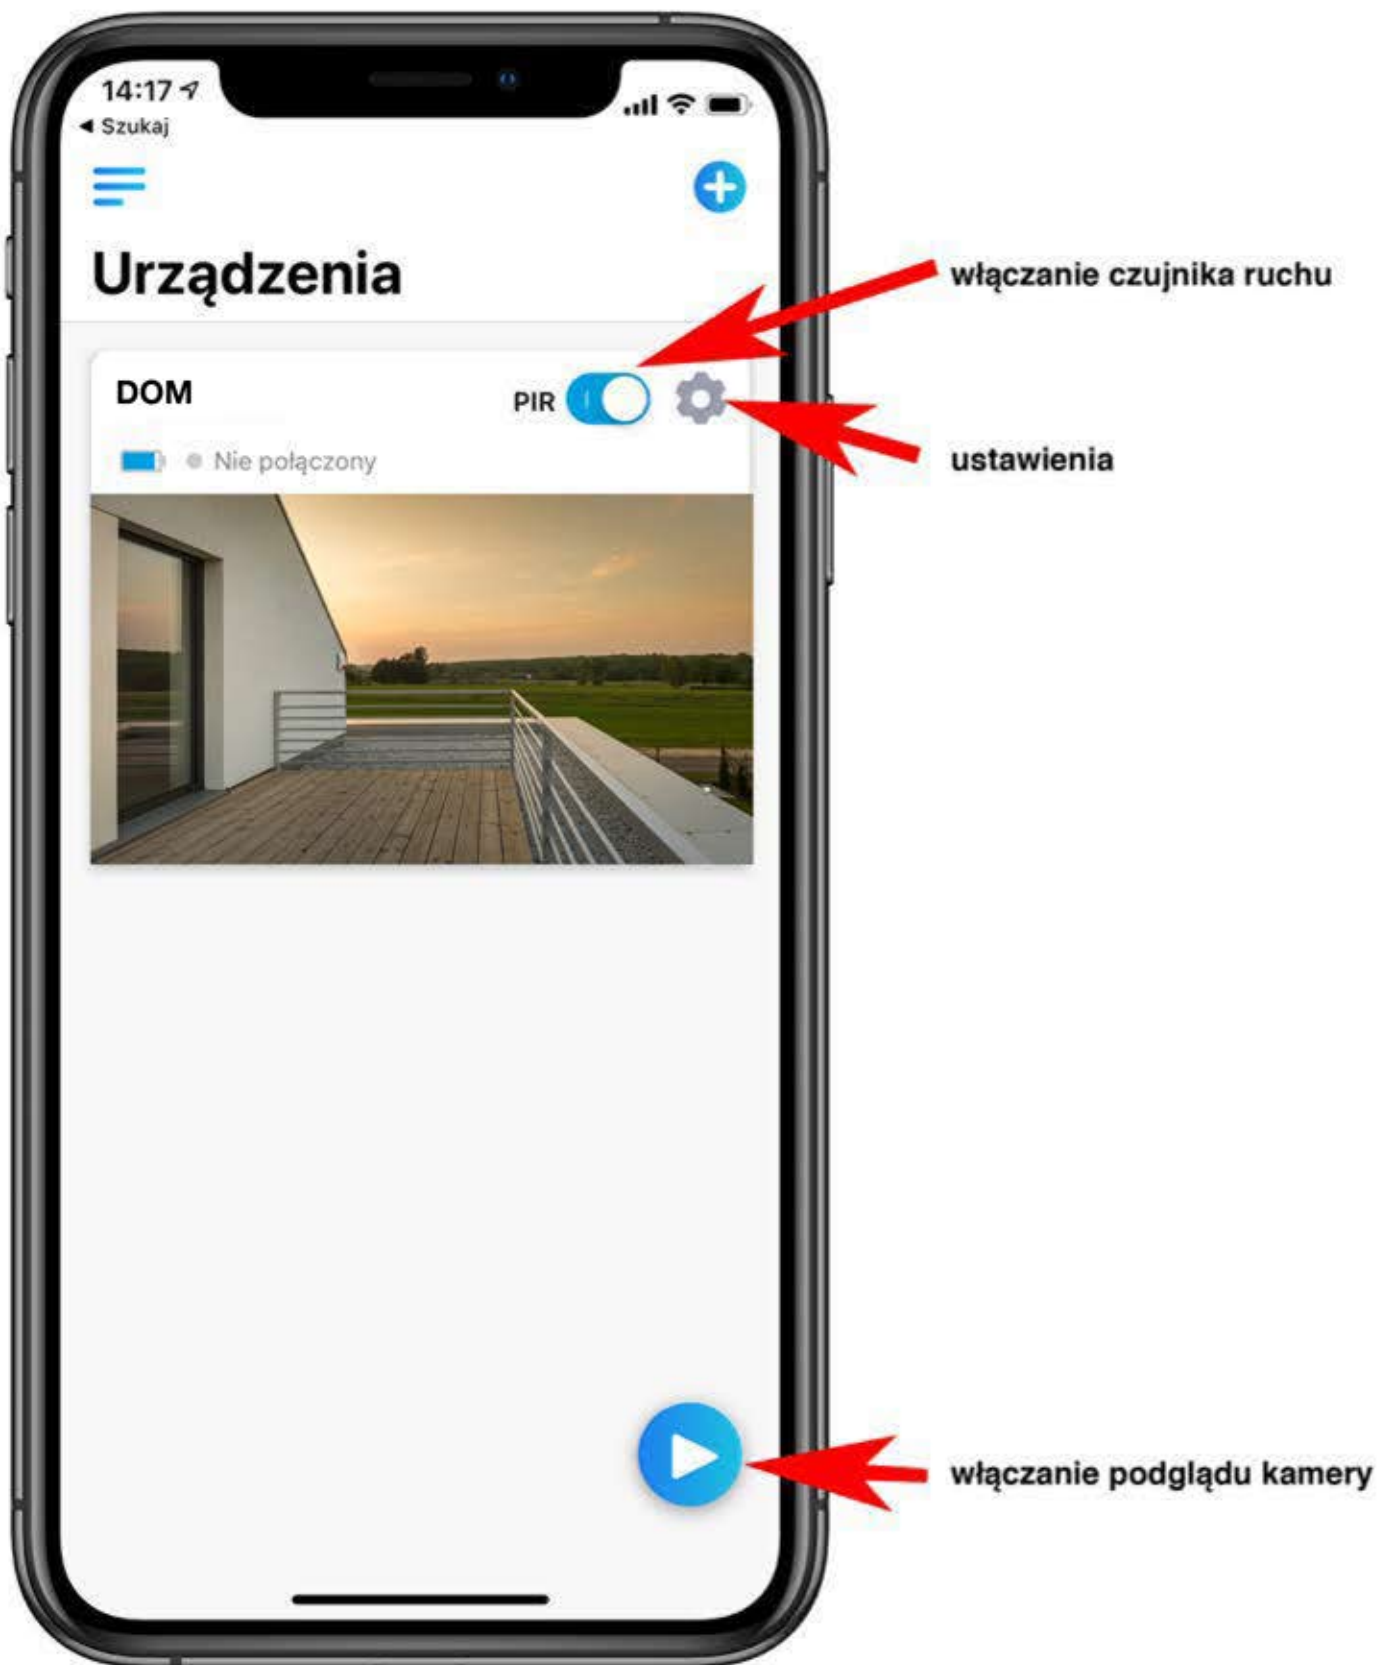 14:17
◀ Szukaj
Urządzenia
włączanie czujnika ruchu
DOM
PIR
ustawienia
Nie połączony
włączanie podglądu kamery